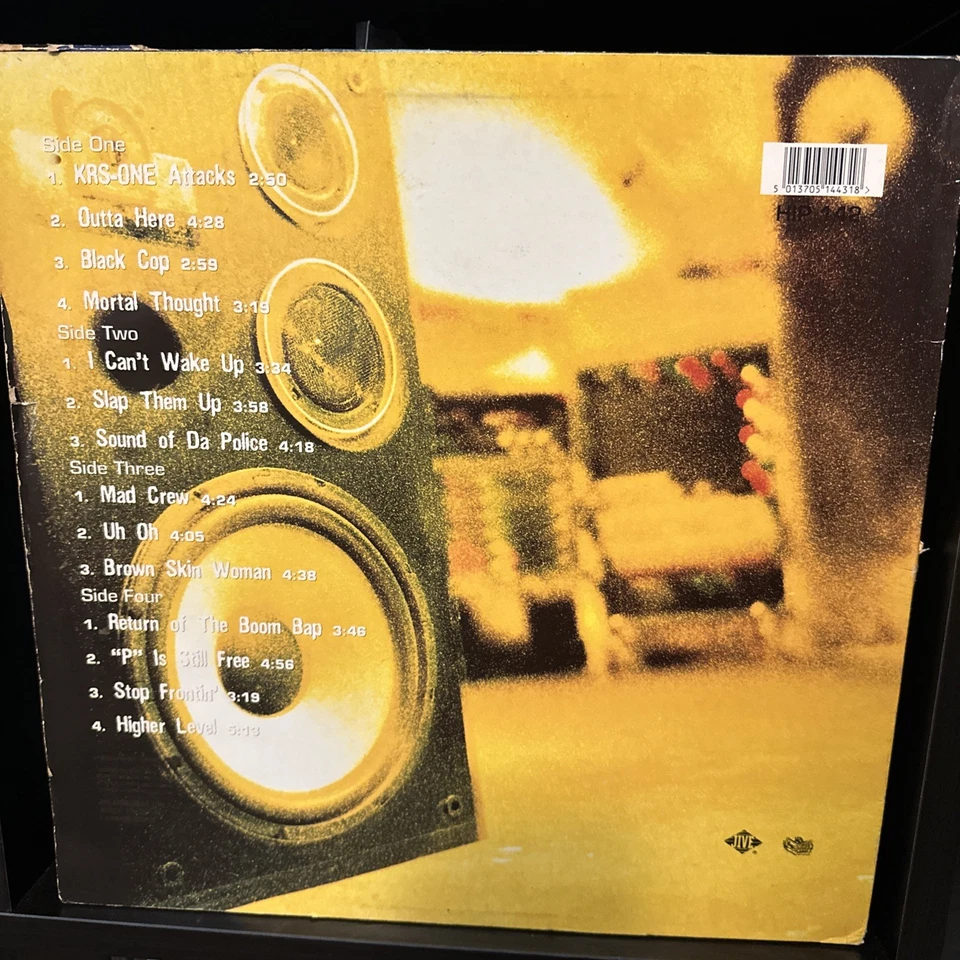 Side One
1. KRS-ONE Attacks 2:50
2. Outta Here 4:28
3. Black Cop 2:59
4. Mortal Thought 3:19
Side Two
1. I Can't Wake Up 3:34
2. Slap Them Up 3:58
3. Sound of Da Police 4:18
Side Three
1. Mad Crew 4:24
2. Uh Oh 4:05
3. Brown Skin Woman 4:38
Side Four
1. Return of The Boom Bap 3:46
2. "P" Is Still Free 4:56
3. Stop Frontin' 3:19
4. Higher Level 5:13
5 013705 144318 >
HIP 142
JIVE